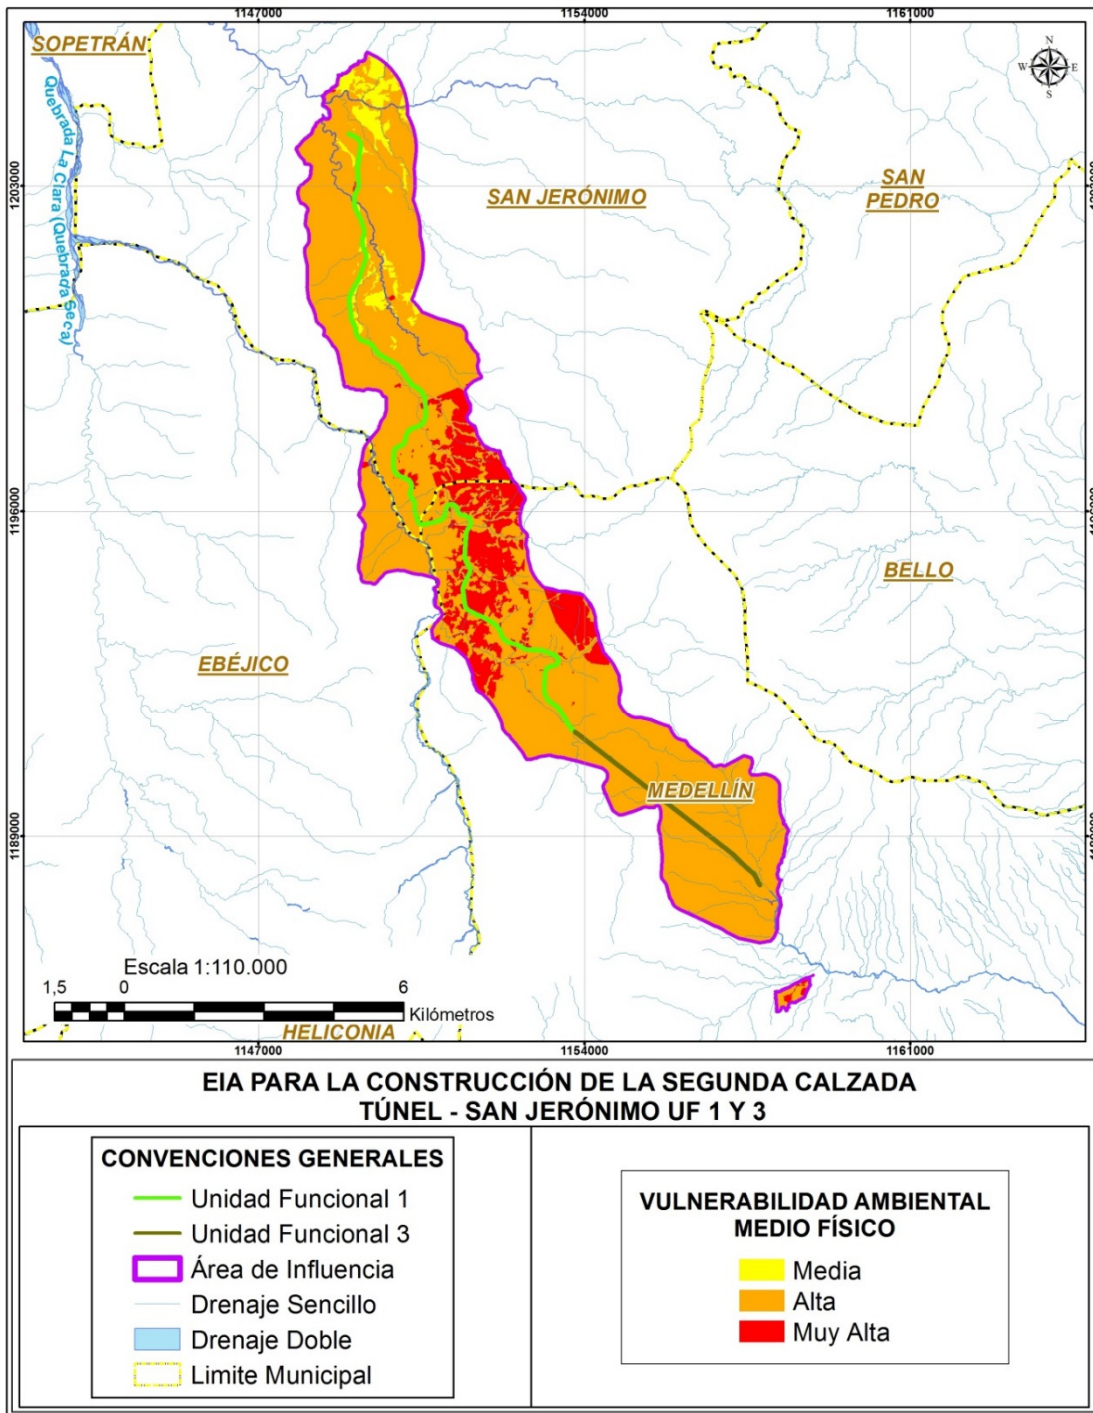 1147000
1154000
1161000
SOPETRÁN
N
W
E
S
Quebrada La Clara (Quebrada Seca)
SAN JERÓNIMO
SAN
PEDRO
1203000
1196000
BELLO
EBÉJICO
MEDELLÍN
1189000
Escala 1:110.000
1,5
0
6
Kilómetros
HELICONIA
1147000
1154000
1161000
EIA PARA LA CONSTRUCCIÓN DE LA SEGUNDA CALZADA
TÚNEL - SAN JERÓNIMO UF 1 Y 3
CONVENCIONES GENERALES
Unidad Funcional 1
Unidad Funcional 3
Área de Influencia
Drenaje Sencillo
Drenaje Doble
Limite Municipal
VULNERABILIDAD AMBIENTAL
MEDIO FÍSICO
Media
Alta
Muy Alta